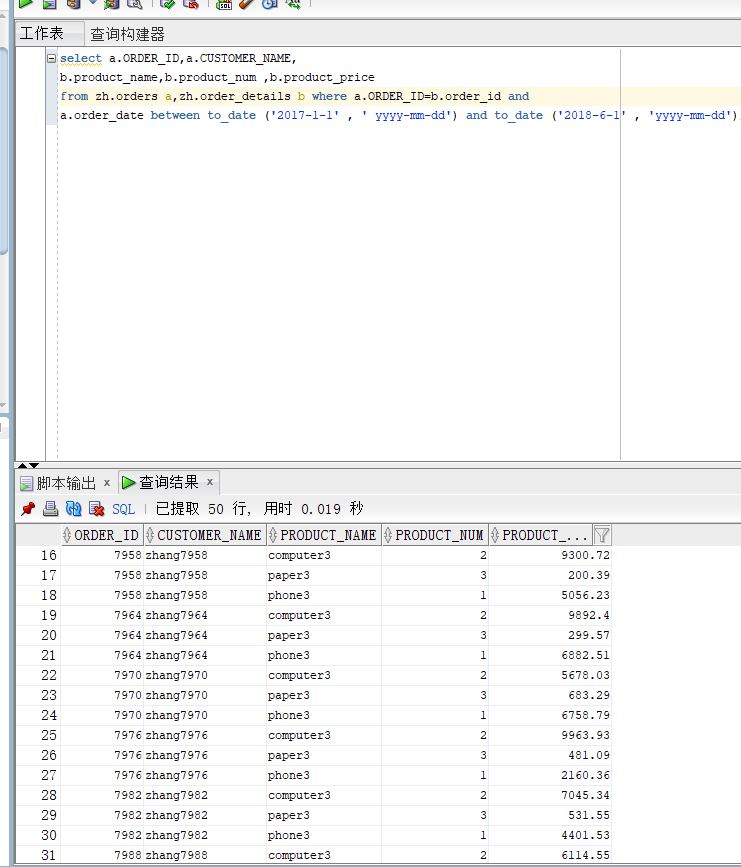 工作表 查询构建器
select a.ORDER_ID,a.CUSTOMER_NAME,
b.product_name,b.product_num ,b.product_price
from zh.orders a,zh.order_details b where a.ORDER_ID=b.order_id and
a.order_date between to_date ('2017-1-1' , ' yyyy-mm-dd') and to_date ('2018-6-1' , 'yyyy-mm-dd')
脚本输出 x 查询结果 x
SQL | 已提取 50 行, 用时 0.019 秒
ORDER_ID CUSTOMER_NAME PRODUCT_NAME PRODUCT_NUM PRODUCT_...
16 7958 zhang7958 computer3 2 9300.72
17 7958 zhang7958 paper3 3 200.39
18 7958 zhang7958 phone3 1 5056.23
19 7964 zhang7964 computer3 2 9892.4
20 7964 zhang7964 paper3 3 299.57
21 7964 zhang7964 phone3 1 6882.51
22 7970 zhang7970 computer3 2 5678.03
23 7970 zhang7970 paper3 3 683.29
24 7970 zhang7970 phone3 1 6758.79
25 7976 zhang7976 computer3 2 9963.93
26 7976 zhang7976 paper3 3 481.09
27 7976 zhang7976 phone3 1 2160.36
28 7982 zhang7982 computer3 2 7045.34
29 7982 zhang7982 paper3 3 531.55
30 7982 zhang7982 phone3 1 4401.53
31 7988 zhang7988 computer3 2 6114.55